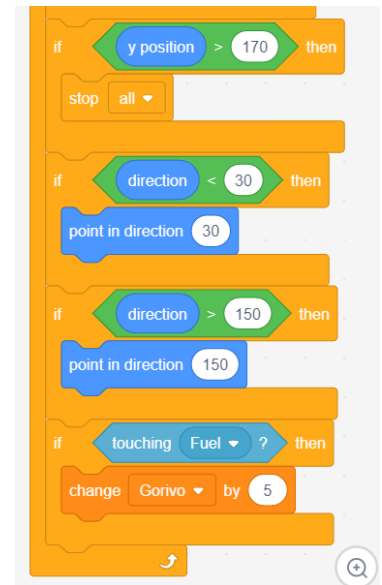 if y position > 170 then
stop all
if direction < 30 then
point in direction 30
if direction > 150 then
point in direction 150
if touching Fuel ? then
change Gorivo by 5